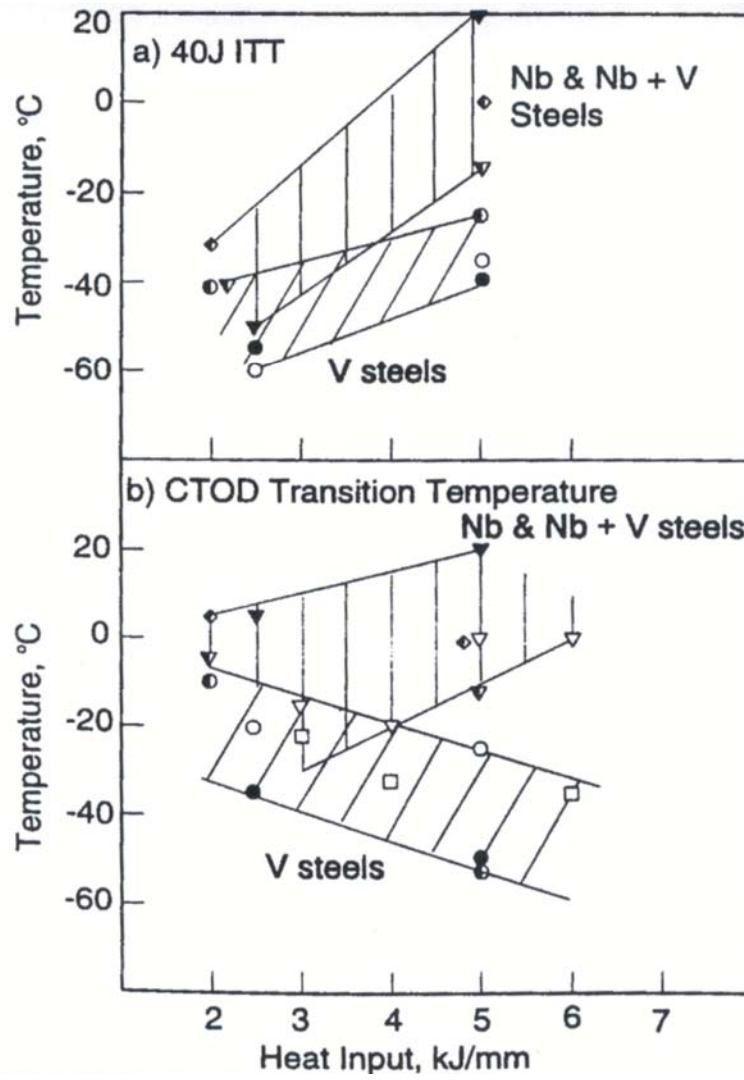 a) 40J ITT
Nb & Nb + V
Steels
20
0
-20
-40
-60
Temperature, °C
V steels
b) CTOD Transition Temperature
Nb & Nb + V steels
20
0
-20
-40
-60
Temperature, °C
V steels
2 3 4 5 6 7
Heat Input, kJ/mm